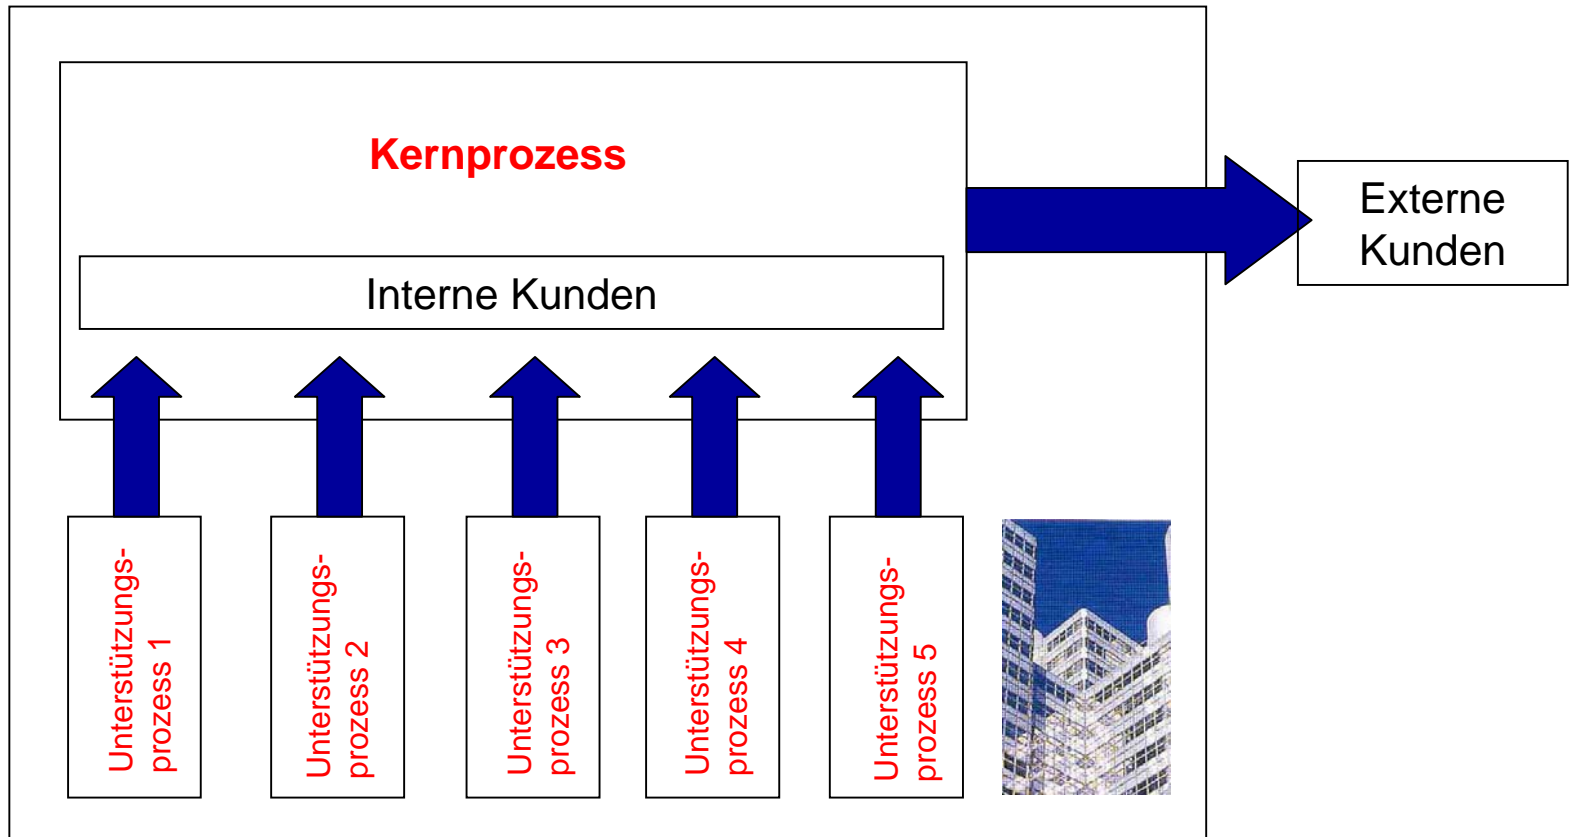 Kernprozess
Externe
Kunden
Interne Kunden
Unterstützungs-
prozess 1
Unterstützungs-
prozess 2
Unterstützungs-
prozess 3
Unterstützungs-
prozess 4
Unterstützungs-
prozess 5